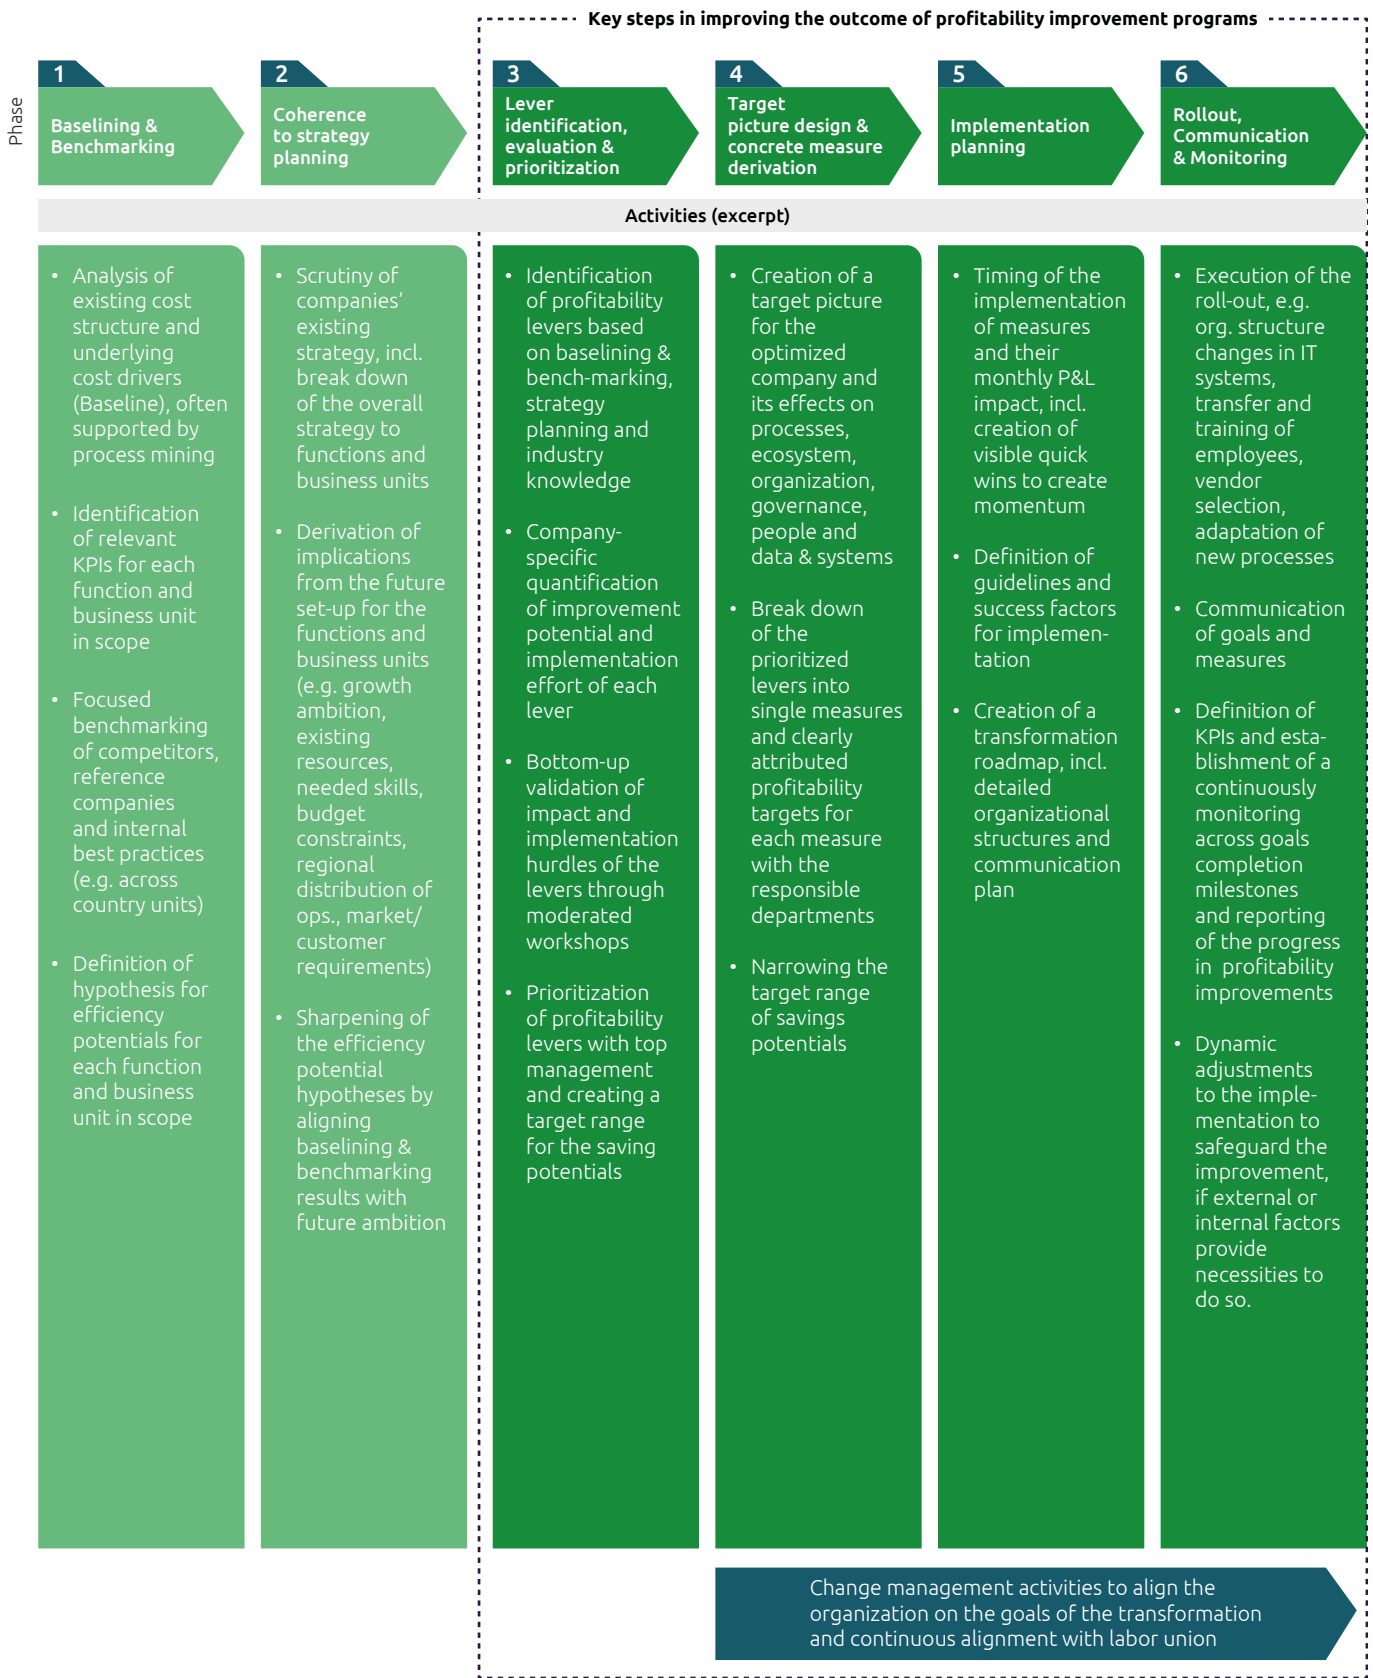 Key steps in improving the outcome of profitability improvement programs
Phase
1
Baselining &
Benchmarking
2
Coherence
to strategy
planning
3
Lever
identification,
evaluation &
prioritization
4
Target
picture design &
concrete measure
derivation
5
Implementation
planning
6
Rollout,
Communication
& Monitoring
Activities (excerpt)
• Analysis of
existing cost
structure and
underlying
cost drivers
(Baseline), often
supported by
process mining
• Identification
of relevant
KPIs for each
function and
business unit
in scope
• Focused
benchmarking
of competitors,
reference
companies
and internal
best practices
(e.g. across
country units)
• Definition of
hypothesis for
efficiency
potentials for
each function
and business
unit in scope
• Scrutiny of
companies’
existing
strategy, incl.
break down
of the overall
strategy to
functions and
business units
• Derivation of
implications
from the future
set-up for the
functions and
business units
(e.g. growth
ambition,
existing
resources,
needed skills,
budget
constraints,
regional
distribution of
ops., market/
customer
requirements)
• Sharpening of
the efficiency
potential
hypotheses by
aligning
baselining &
benchmarking
results with
future ambition
• Identification
of profitability
levers based
on baselining &
bench-marking,
strategy
planning and
industry
knowledge
• Company-
specific
quantification
of improvement
potential and
implementation
effort of each
lever
• Bottom-up
validation of
impact and
implementation
hurdles of the
levers through
moderated
workshops
• Prioritization
of profitability
levers with top
management
and creating a
target range
for the saving
potentials
• Creation of a
target picture
for the
optimized
company and
its effects on
processes,
ecosystem,
organization,
governance,
people and
data & systems
• Break down
of the
prioritized
levers into
single measures
and clearly
attributed
profitability
targets for
each measure
with the
responsible
departments
• Narrowing the
target range
of savings
potentials
• Timing of the
implementation
of measures
and their
monthly P&L
impact, incl.
creation of
visible quick
wins to create
momentum
• Definition of
guidelines and
success factors
for implemen-
tation
• Creation of a
transformation
roadmap, incl.
detailed
organizational
structures and
communication
plan
• Execution of the
roll-out, e.g.
org. structure
changes in IT
systems,
transfer and
training of
employees,
vendor
selection,
adaptation of
new processes
• Communication
of goals and
measures
• Definition of
KPIs and esta-
blishment of a
continuously
monitoring
across goals
completion
milestones
and reporting
of the progress
in profitability
improvements
• Dynamic
adjustments
to the imple-
mentation to
safeguard the
improvement,
if external or
internal factors
provide
necessities to
do so.
Change management activities to align the
organization on the goals of the transformation
and continuous alignment with labor union